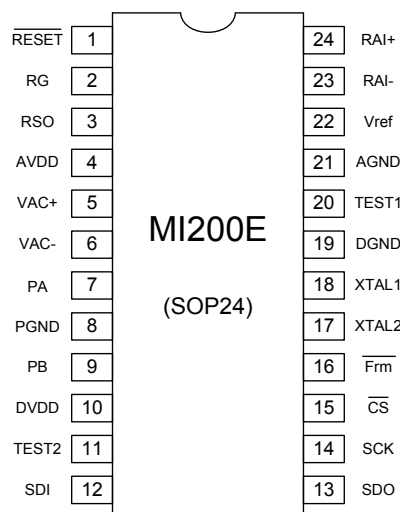 RESET 1 24 RAI+
RG 2 23 RAI-
RSO 3 22 Vref
AVDD 4 21 AGND
VAC+ 5 20 TEST1
VAC- 6 MI200E 19 DGND
PA 7 18 XTAL1
(SOP24)
PGND 8 17 XTAL2
PB 9 16 Frm
DVDD 10 15 CS
TEST2 11 14 SCK
SDI 12 13 SDO